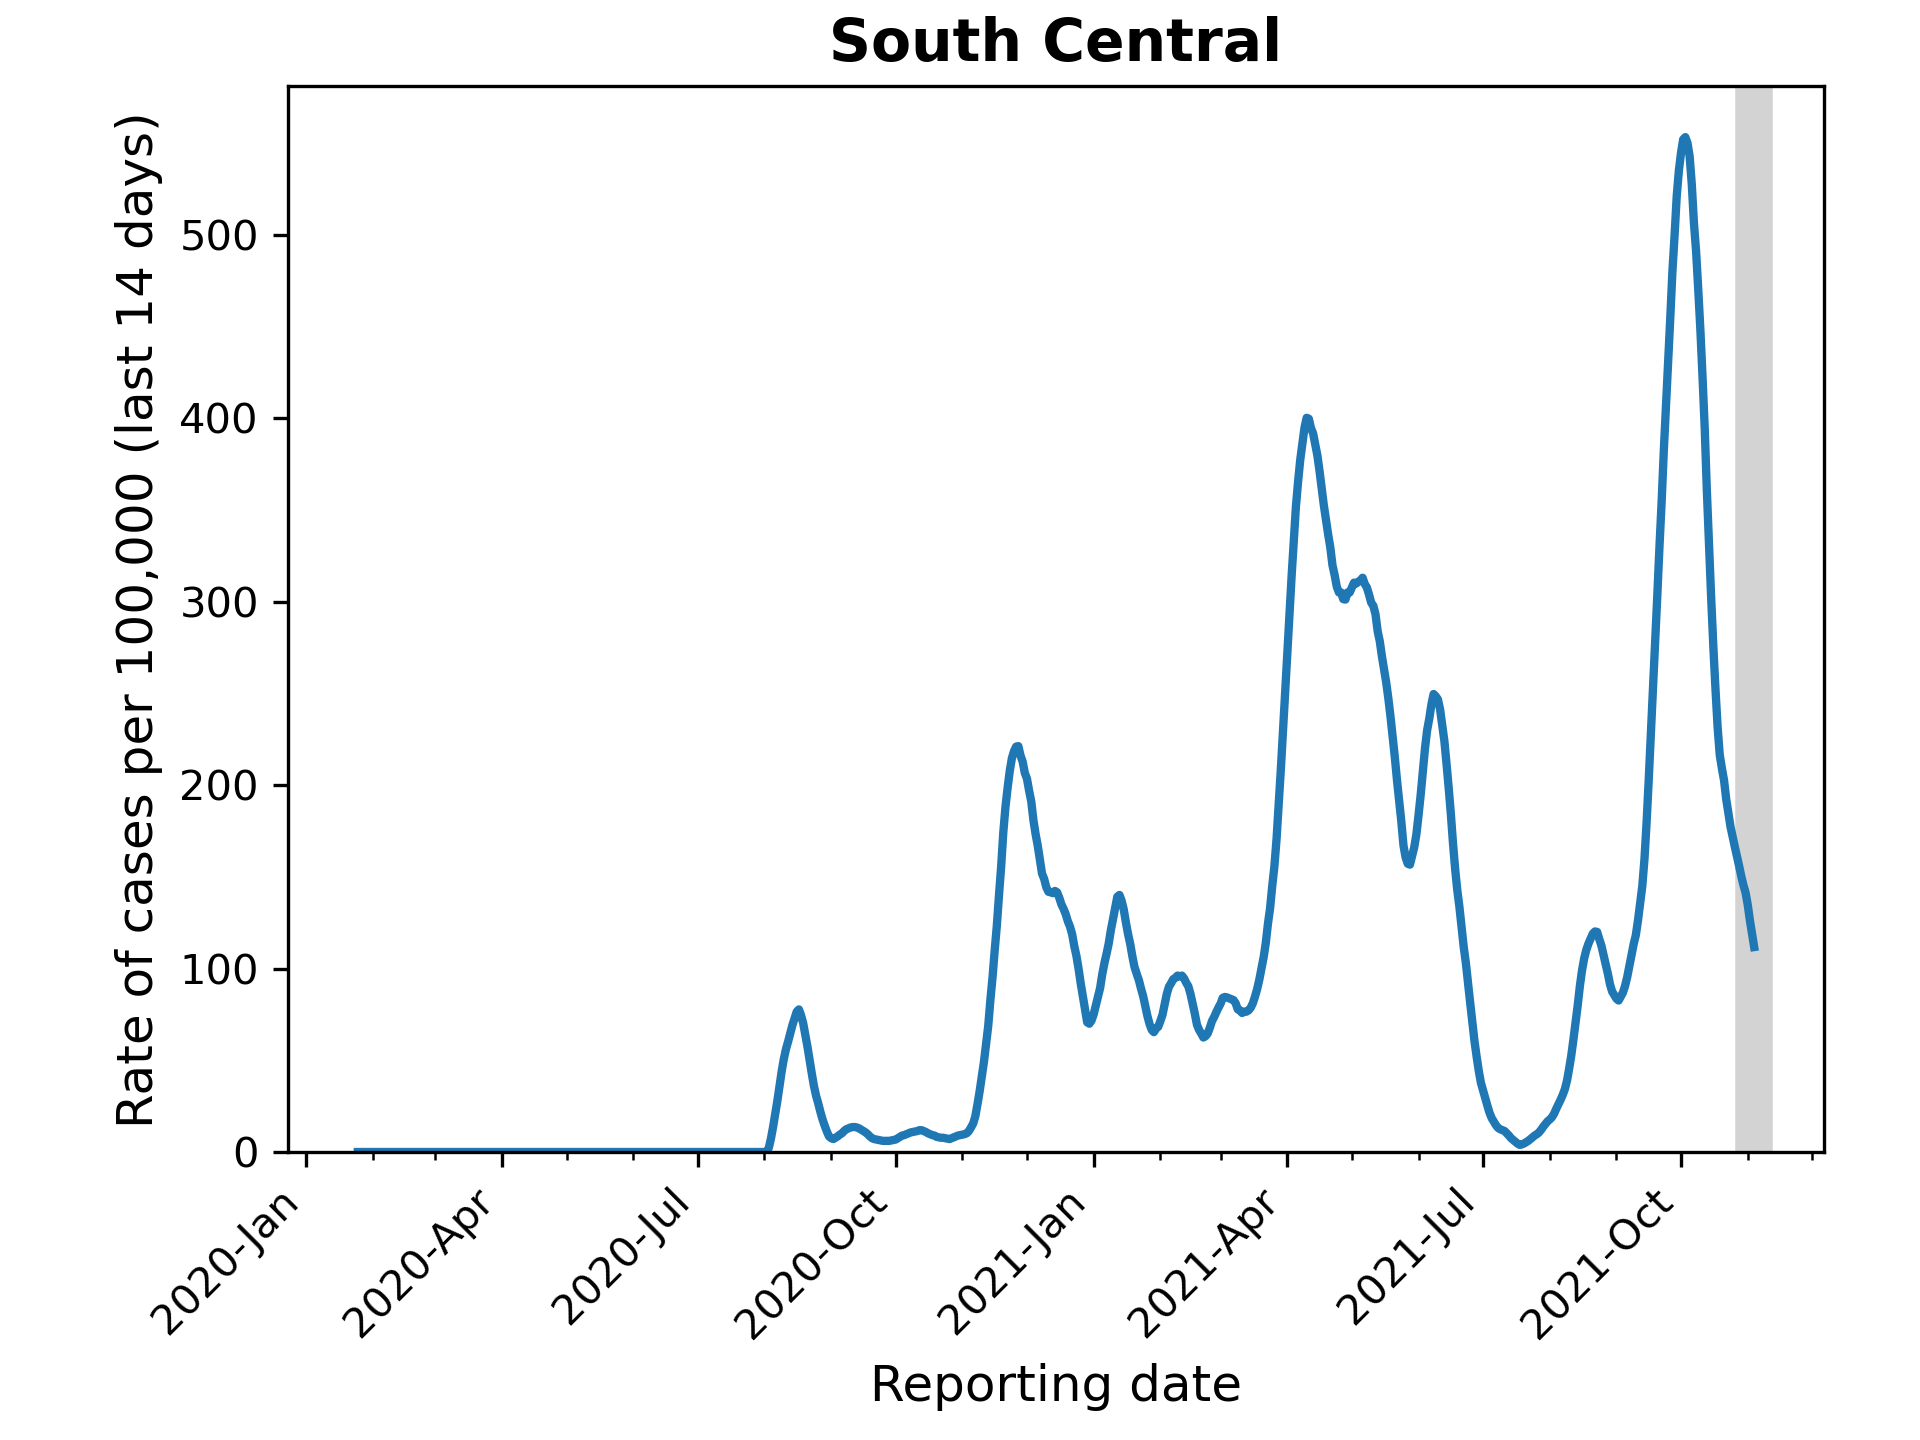 South Central
Rate of cases per 100,000 (last 14 days)
500
400
300
200
100
0
2020-Jan
2020-Apr
2020-Jul
2020-Oct
2021-Jan
2021-Apr
2021-Jul
2021-Oct
Reporting date